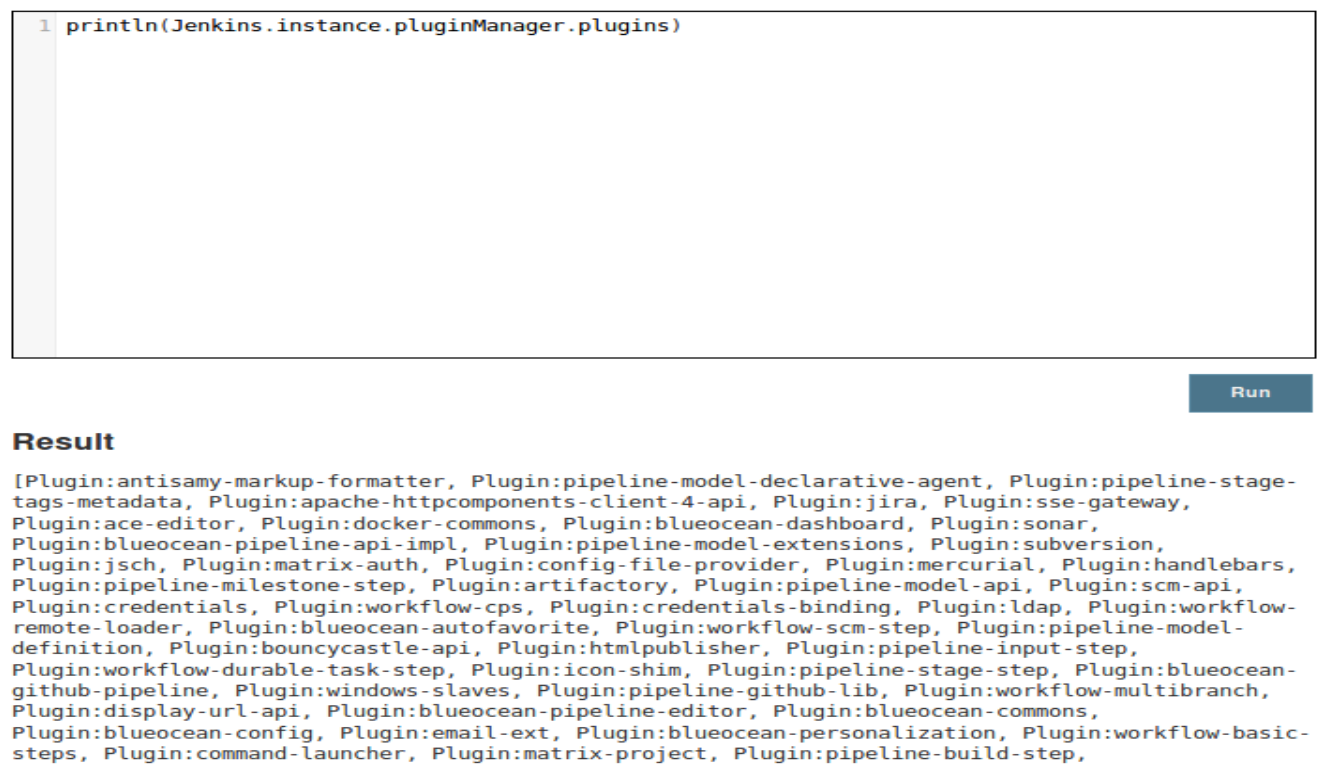 1 println(Jenkins.instance.pluginManager.plugins)
Run
Result
[Plugin:antisamy-markup-formatter, Plugin:pipeline-model-declarative-agent, Plugin:pipeline-stage-
tags-metadata, Plugin:apache-httpcomponents-client-4-api, Plugin:jira, Plugin:sse-gateway,
Plugin:ace-editor, Plugin:docker-commons, Plugin:blueocean-dashboard, Plugin:sonar,
Plugin:blueocean-pipeline-api-impl, Plugin:pipeline-model-extensions, Plugin:subversion,
Plugin:jsch, Plugin:matrix-auth, Plugin:config-file-provider, Plugin:mercurial, Plugin:handlebars,
Plugin:pipeline-milestone-step, Plugin:artifactory, Plugin:pipeline-model-api, Plugin:scm-api,
Plugin:credentials, Plugin:workflow-cps, Plugin:credentials-binding, Plugin:ldap, Plugin:workflow-
remote-loader, Plugin:blueocean-autofavorite, Plugin:workflow-scm-step, Plugin:pipeline-model-
definition, Plugin:bouncycastle-api, Plugin:htmlpublisher, Plugin:pipeline-input-step,
Plugin:workflow-durable-task-step, Plugin:icon-shim, Plugin:pipeline-stage-step, Plugin:blueocean-
github-pipeline, Plugin:windows-slaves, Plugin:pipeline-github-lib, Plugin:workflow-multibranch,
Plugin:display-url-api, Plugin:blueocean-pipeline-editor, Plugin:blueocean-commons,
Plugin:blueocean-config, Plugin:email-ext, Plugin:blueocean-personalization, Plugin:workflow-basic-
steps, Plugin:command-launcher, Plugin:matrix-project, Plugin:pipeline-build-step,